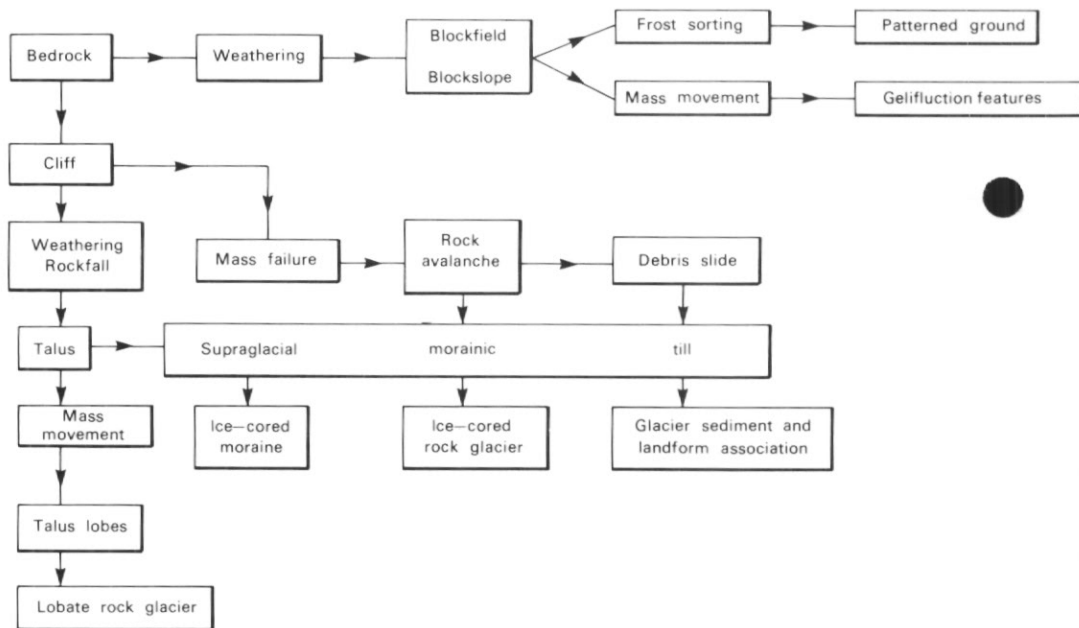 Bedrock
Weathering
Blockfield
Blockslope
Frost sorting
Patterned ground
Mass movement
Gelifluction features
Cliff
Weathering
Rockfall
Mass failure
Rock
avalanche
Debris slide
Talus
Supraglacial morainic till
Mass
movement
Ice-cored
moraine
Ice-cored
rock glacier
Glacier sediment and
landform association
Talus lobes
Lobate rock glacier